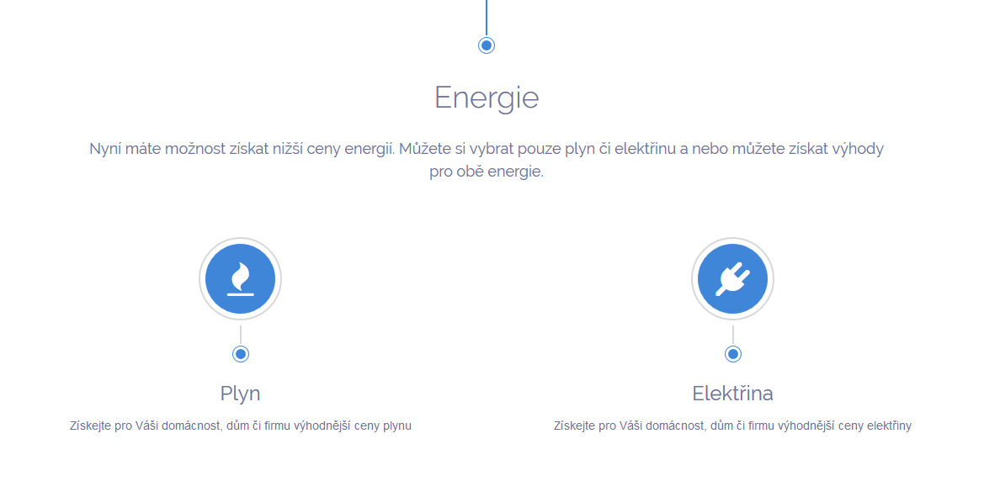 Energie
Nyní máte možnost získat nižší ceny energií. Můžete si vybrat pouze plyn či elektřinu a nebo můžete získat výhody
pro obě energie.
Plyn
Elektřina
Získejte pro Váši domácnost, dům či firmu výhodnější ceny plynu
Získejte pro Váši domácnost, dům či firmu výhodnější ceny elektřiny